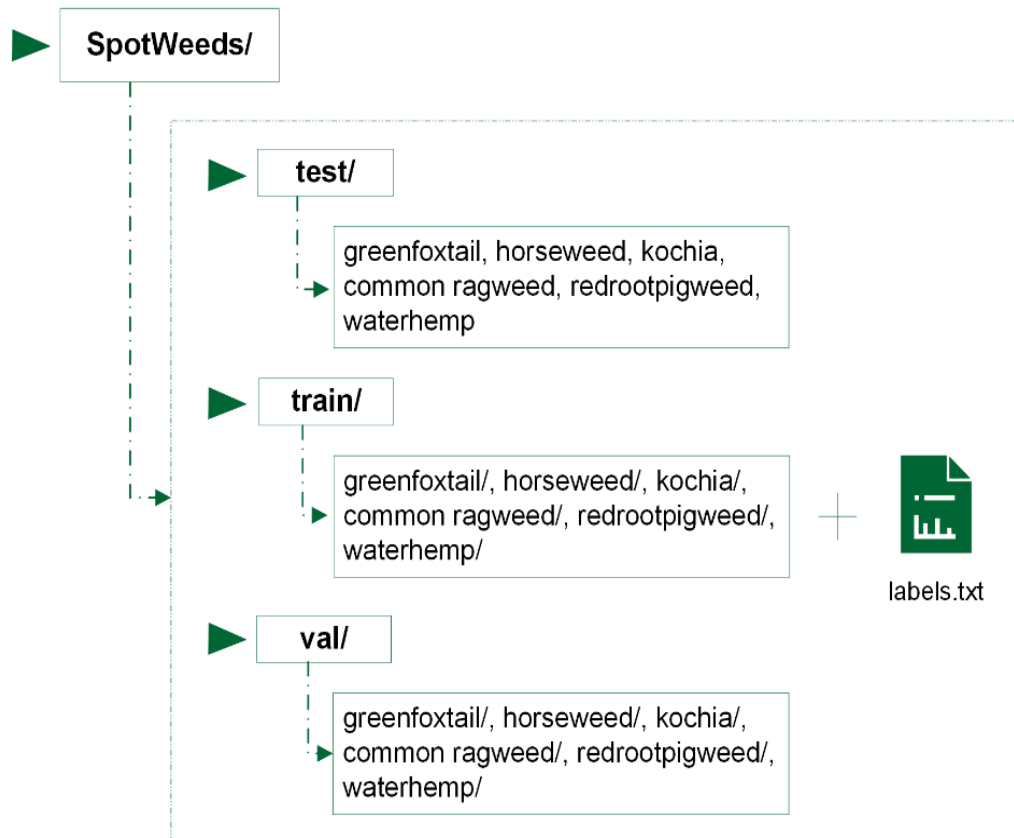 SpotWeeds/
test/
greenfoxtail, horseweed, kochia,
common ragweed, redrootpigweed,
waterhemp
train/
greenfoxtail/, horseweed/, kochia/,
common ragweed/, redrootpigweed/,
waterhemp/
labels.txt
val/
greenfoxtail/, horseweed/, kochia/,
common ragweed/, redrootpigweed/,
waterhemp/